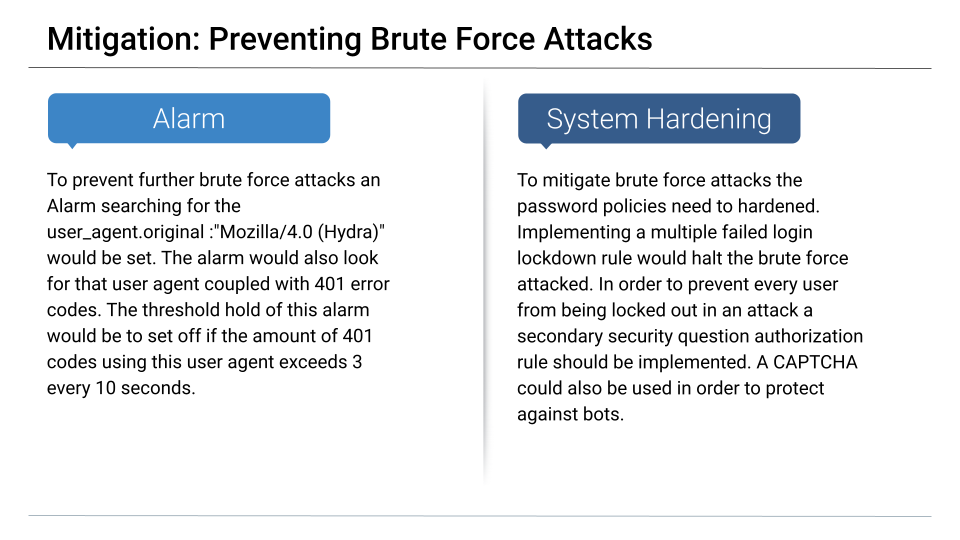 Mitigation: Preventing Brute Force Attacks
Alarm
To prevent further brute force attacks an
Alarm searching for the
user_agent.original :"Mozilla/4.0 (Hydra)"
would be set. The alarm would also look
for that user agent coupled with 401 error
codes. The threshold hold of this alarm
would be to set off if the amount of 401
codes using this user agent exceeds 3
every 10 seconds.
System Hardening
To mitigate brute force attacks the
password policies need to hardened.
Implementing a multiple failed login
lockdown rule would halt the brute force
attacked. In order to prevent every user
from being locked out in an attack a
secondary security question authorization
rule should be implemented. A CAPTCHA
could also be used in order to protect
against bots.